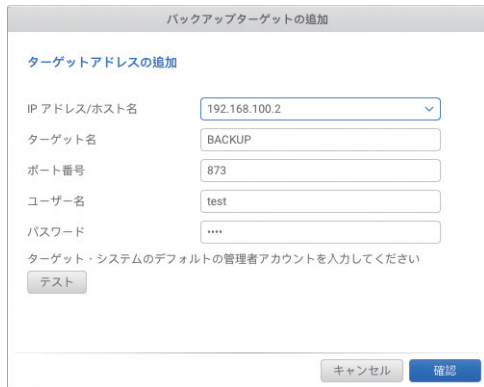 バックアップターゲットの追加
ターゲットアドレスの追加
IP アドレス/ホスト名 192.168.100.2
ターゲット名 BACKUP
ポート番号 873
ユーザー名 test
パスワード ••••
ターゲット・システムのデフォルトの管理者アカウントを入力してください
テスト
キャンセル 確認